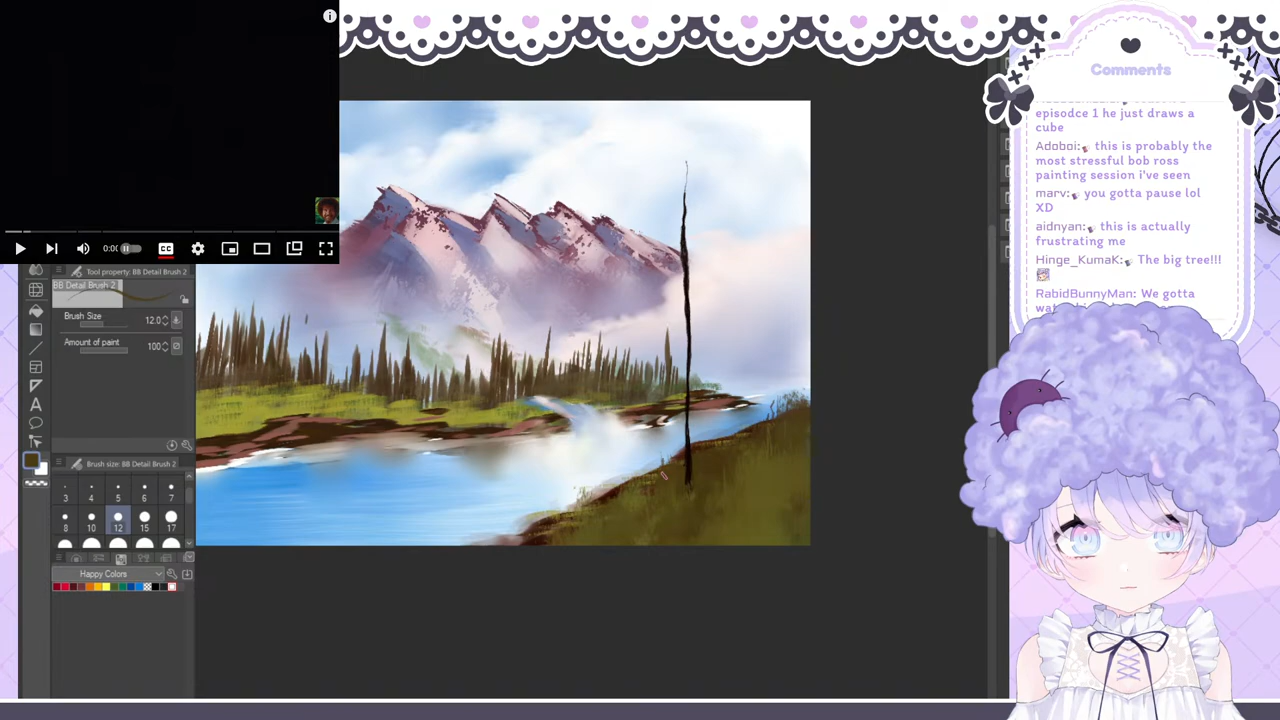 Comments
episodce 1 he just draws a
cube
Adoboi: this is probably the
most stressful bob ross
painting session i've seen
marv: you gotta pause lol
XD
aidnyan: this is actually
frustrating me
Hinge_KumaK: The big tree!!!
RabidBunnyMan: We gotta
0:00
CC
Tool property: BB Detail Brush 2
BB Detail Brush 2
Brush Size 12.0
Amount of paint 100
Brush size: BB Detail Brush 2
3 4 5 6 7
8 10 12 15 17
Happy Colors